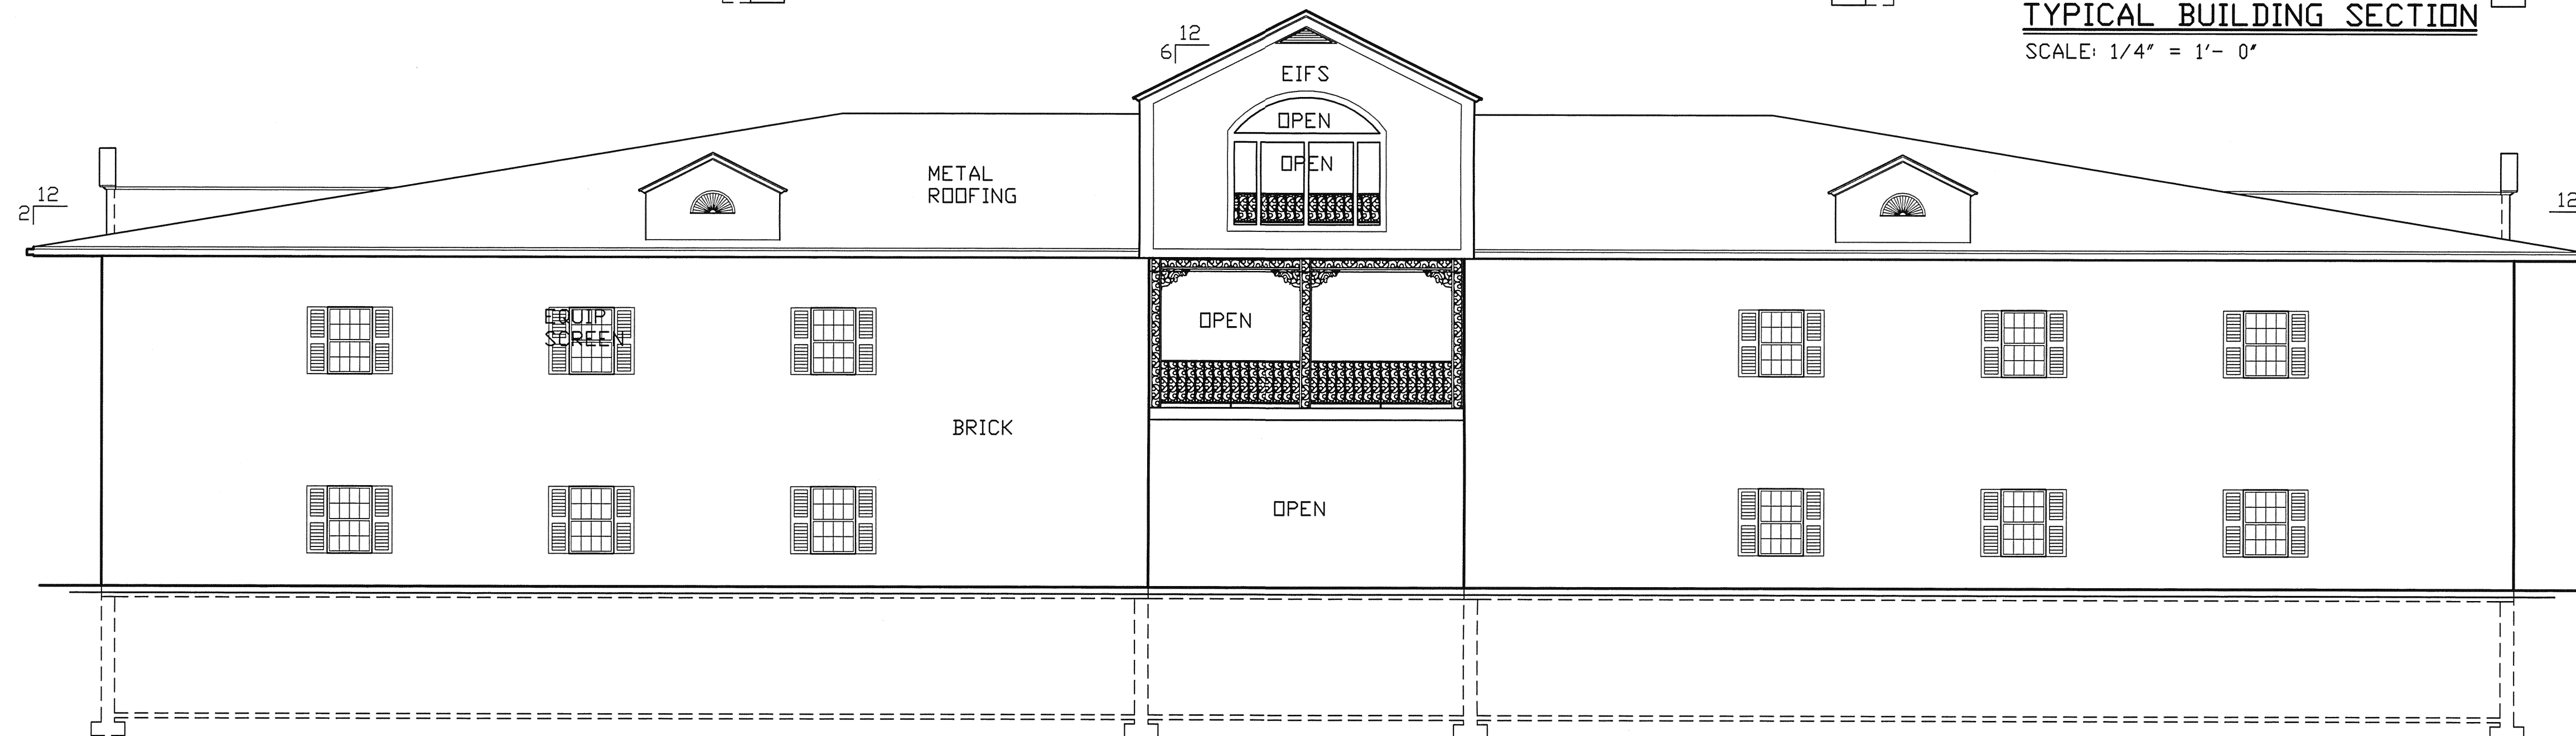 TYPICAL BUILDING SECTION
SCALE: 1/4" = 1'- 0"
12
6
EIFS
OPEN
OPEN
METAL
ROOFING
12
2
12
EQUIP
SCREEN
OPEN
BRICK
OPEN